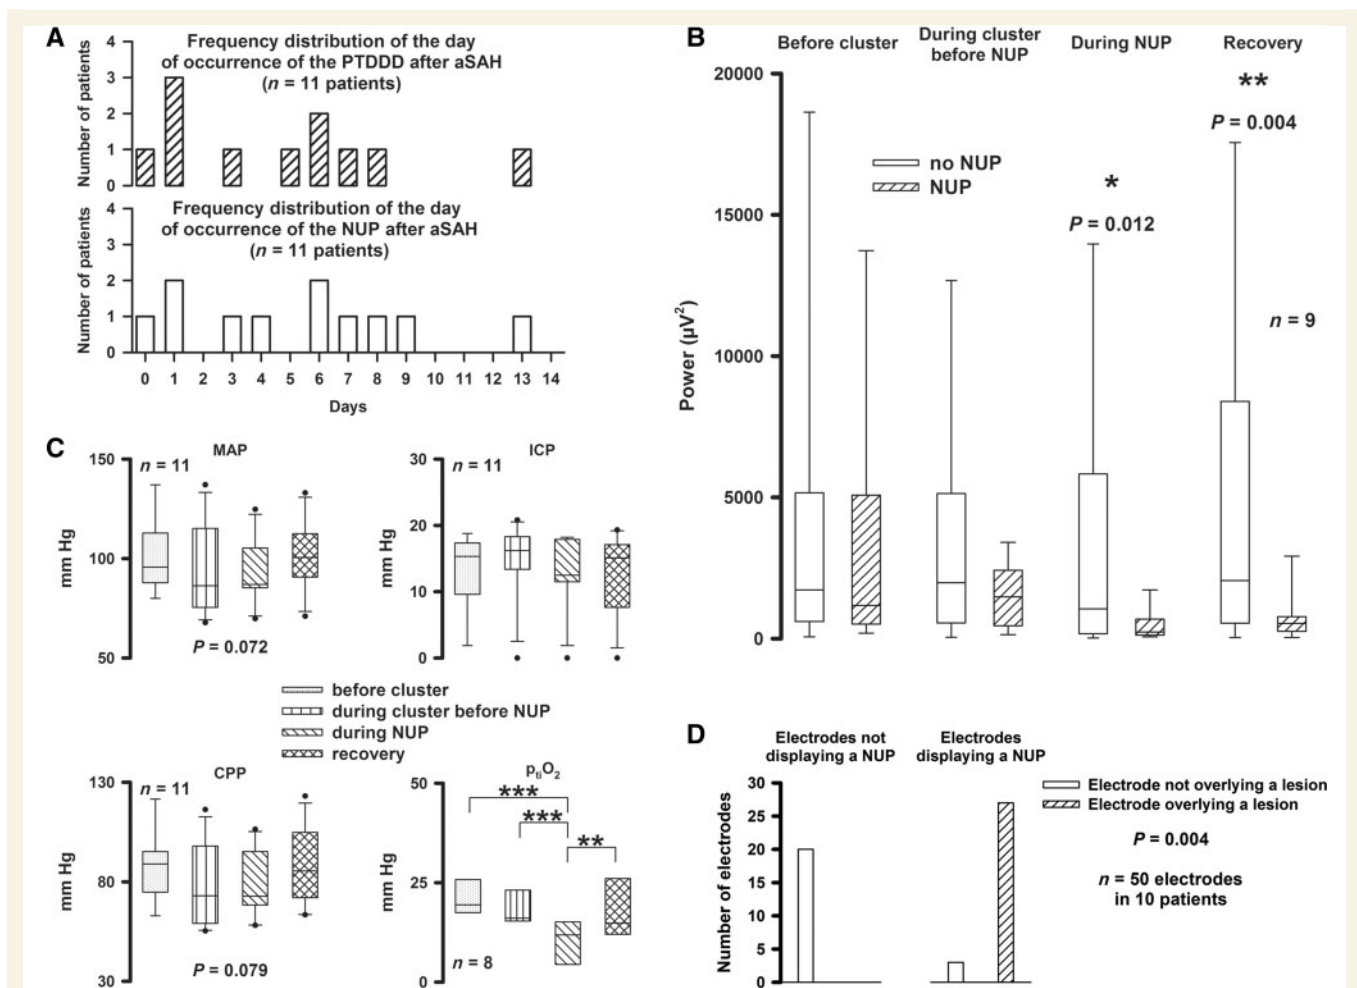 A
Frequency distribution of the day
of occurrence of the PTDDD after aSAH
(n = 11 patients)
Number of patients
4
3
2
1
0
Frequency distribution of the day
of occurrence of the NUP after aSAH
(n = 11 patients)
Number of patients
4
3
2
1
0
0 1 2 3 4 5 6 7 8 9 10 11 12 13 14
Days
B
Before cluster
During cluster
before NUP
During NUP
Recovery
20000
15000
10000
5000
0
Power (µV²)
no NUP
NUP
*
P = 0.012
**
P = 0.004
n = 9
C
MAP
n = 11
150
100
50
mm Hg
P = 0.072
ICP
n = 11
30
20
10
0
mm Hg
before cluster
during cluster before NUP
during NUP
recovery
CPP
n = 11
130
80
30
mm Hg
P = 0.079
ptiO2
50
25
0
mm Hg
***
***
**
n = 8
D
Electrodes not
displaying a NUP
Electrodes
displaying a NUP
30
25
20
15
10
5
0
Number of electrodes
Electrode not overlying a lesion
Electrode overlying a lesion
P = 0.004
n = 50 electrodes
in 10 patients